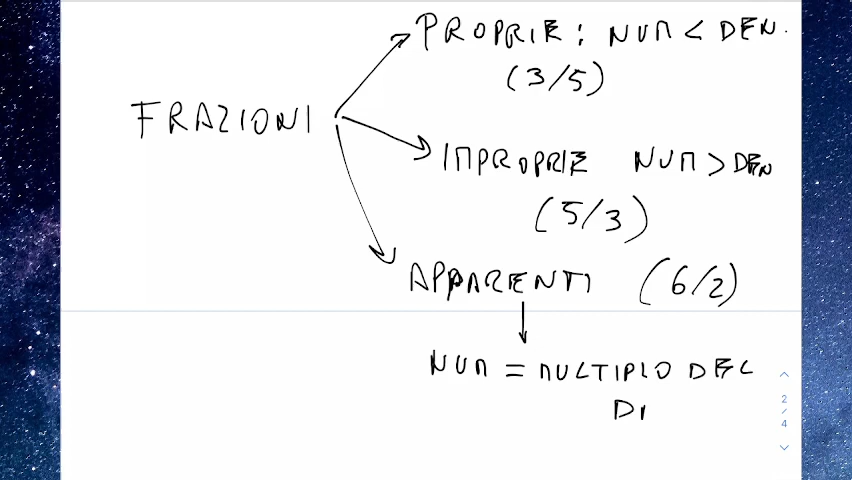 PROPRIE: NUM < DEN.
(3/5)
FRAZIONI
IMPROPRIE NUM > DEN
(5/3)
APPARENTI (6/2)
NUM = MULTIPLO DEL
2
/
4